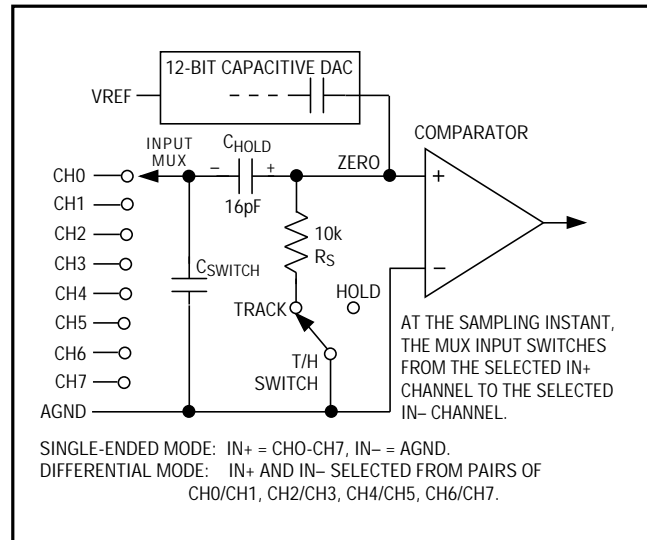 12-BIT CAPACITIVE DAC
VREF
COMPARATOR
INPUT
MUX
CHOLD
– +
ZERO
16pF
CH0
CH1
CH2
CH3
CH4
CH5
CH6
CH7
AGND
+
–
10k
RS
CSWITCH
HOLD
TRACK
T/H
SWITCH
AT THE SAMPLING INSTANT,
THE MUX INPUT SWITCHES
FROM THE SELECTED IN+
CHANNEL TO THE SELECTED
IN– CHANNEL.
SINGLE-ENDED MODE: IN+ = CHO-CH7, IN– = AGND.
DIFFERENTIAL MODE: IN+ AND IN– SELECTED FROM PAIRS OF
CH0/CH1, CH2/CH3, CH4/CH5, CH6/CH7.